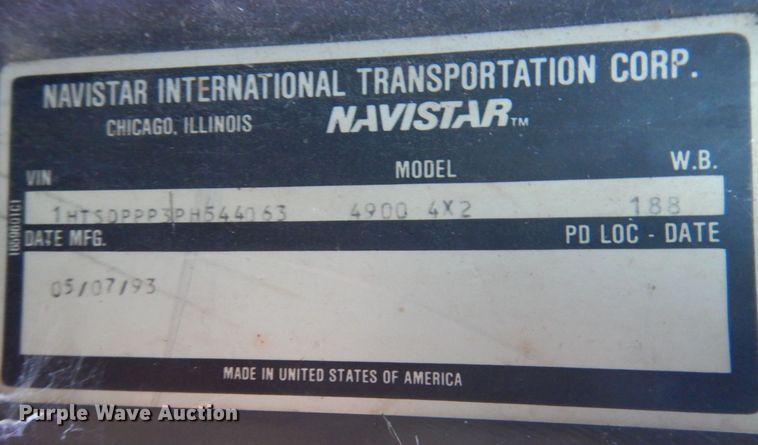 NAVISTAR INTERNATIONAL TRANSPORTATION CORP.
CHICAGO, ILLINOIS NAVISTAR™
VIN MODEL W.B.
1HTSDPPP3PH544063 4900 4X2 188
DATE MFG. PD LOC - DATE
05/07/93
MADE IN UNITED STATES OF AMERICA
Purple Wave Auction